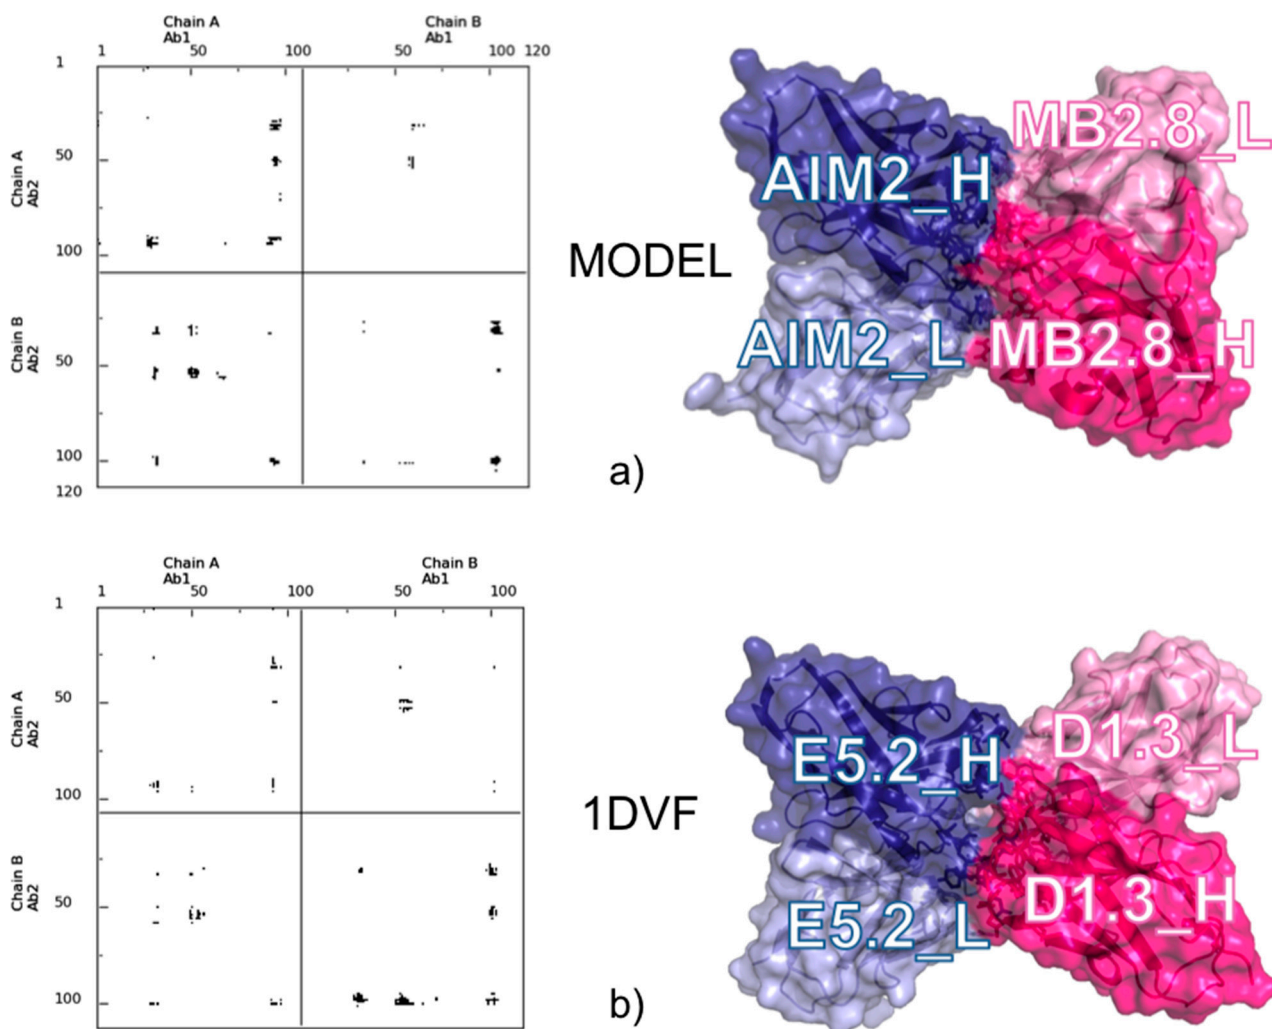 Chain A
Ab1
Chain B
Ab1
1 50 100 50 100 120
1
50
100
50
100
120
Chain A
Ab2
Chain B
Ab2
MODEL
AIM2_H
MB2.8_L
AIM2_L
MB2.8_H
a)
Chain A
Ab1
Chain B
Ab1
1 50 100 50 100
1
50
100
50
100
Chain A
Ab2
Chain B
Ab2
1DVF
E5.2_H
D1.3_L
E5.2_L
D1.3_H
b)